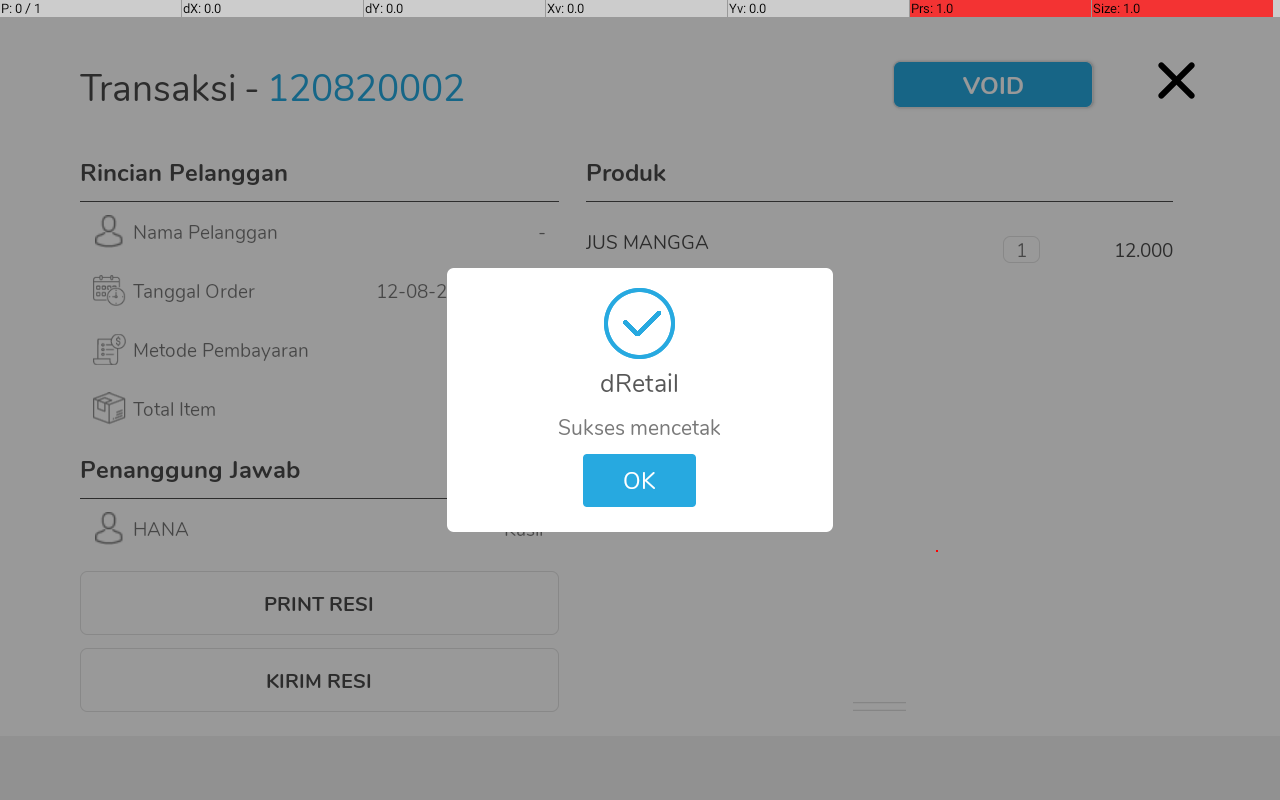 P: 0 / 1 dX: 0.0 dY: 0.0 Xv: 0.0 Yv: 0.0 Prs: 1.0 Size: 1.0
Transaksi - 120820002
VOID
Rincian Pelanggan
Nama Pelanggan -
Tanggal Order 12-08-2
Metode Pembayaran
Total Item
Penanggung Jawab
HANA Kasir
PRINT RESI
KIRIM RESI
Produk
JUS MANGGA 1 12.000
dRetail
Sukses mencetak
OK